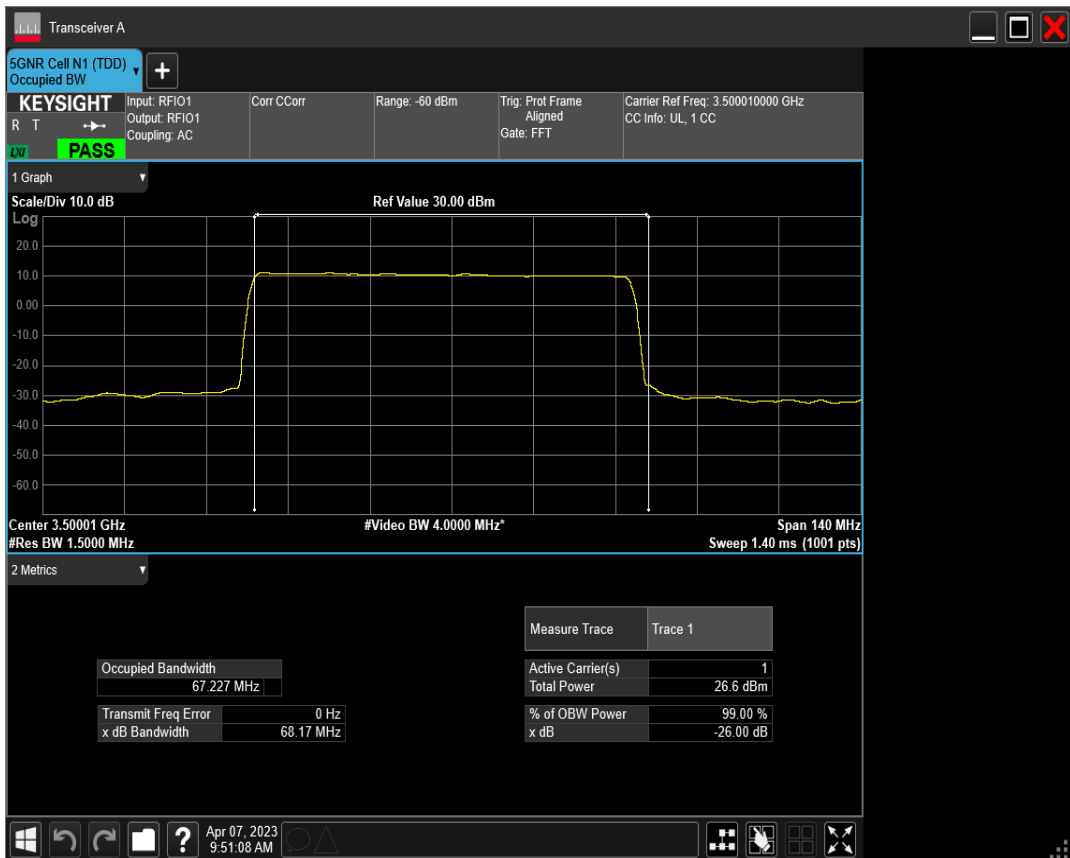 Transceiver A
5GNR Cell N1 (TDD)
Occupied BW
KEYSIGHT
R T
LXI
PASS
Input: RFIO1
Output: RFIO1
Coupling: AC
Corr CCorr
Range: -60 dBm
Trig: Prot Frame
Aligned
Gate: FFT
Carrier Ref Freq: 3.500010000 GHz
CC Info: UL, 1 CC
1 Graph
Scale/Div 10.0 dB
Ref Value 30.00 dBm
Log
20.0
10.0
0.00
-10.0
-20.0
-30.0
-40.0
-50.0
-60.0
Center 3.50001 GHz
#Video BW 4.0000 MHz*
Span 140 MHz
#Res BW 1.5000 MHz
Sweep 1.40 ms (1001 pts)
2 Metrics
Measure Trace Trace 1
Occupied Bandwidth
67.227 MHz
Active Carrier(s) 1
Total Power 26.6 dBm
Transmit Freq Error 0 Hz
x dB Bandwidth 68.17 MHz
% of OBW Power 99.00 %
x dB -26.00 dB
?
Apr 07, 2023
9:51:08 AM